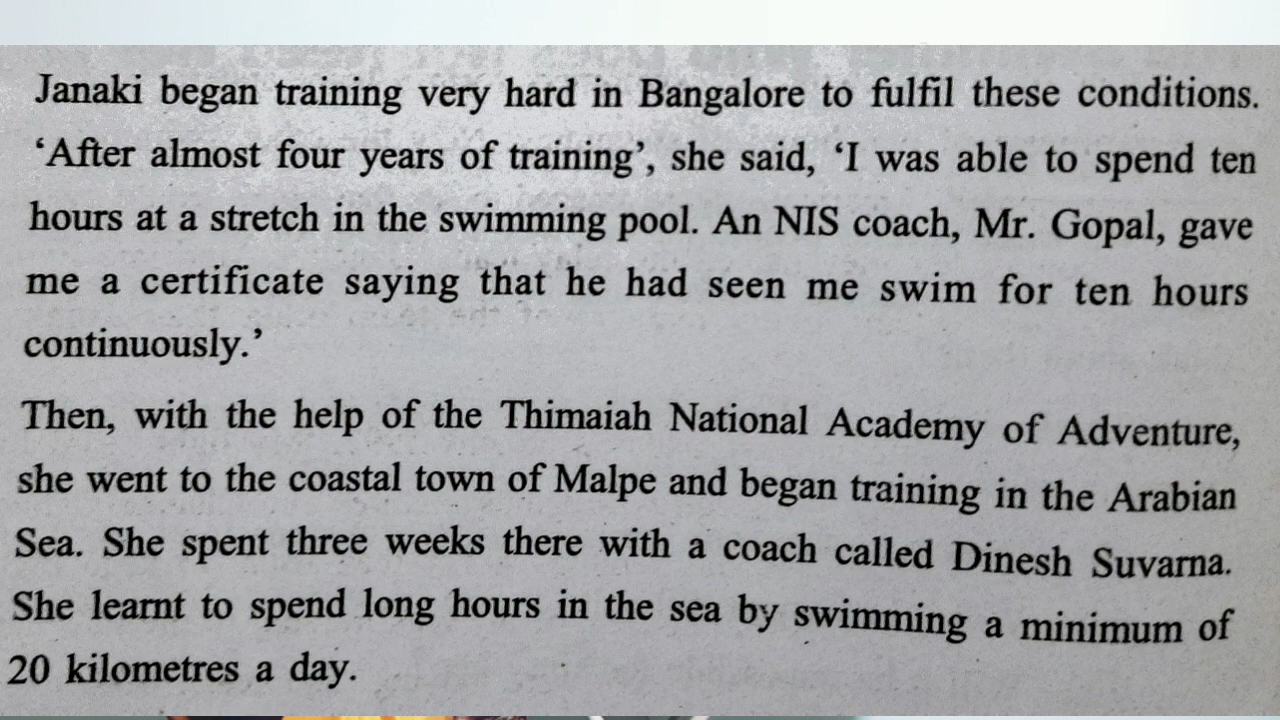 Janaki began training very hard in Bangalore to fulfil these conditions.
‘After almost four years of training’, she said, ‘I was able to spend ten
hours at a stretch in the swimming pool. An NIS coach, Mr. Gopal, gave
me a certificate saying that he had seen me swim for ten hours
continuously.’
Then, with the help of the Thimaiah National Academy of Adventure,
she went to the coastal town of Malpe and began training in the Arabian
Sea. She spent three weeks there with a coach called Dinesh Suvarna.
She learnt to spend long hours in the sea by swimming a minimum of
20 kilometres a day.